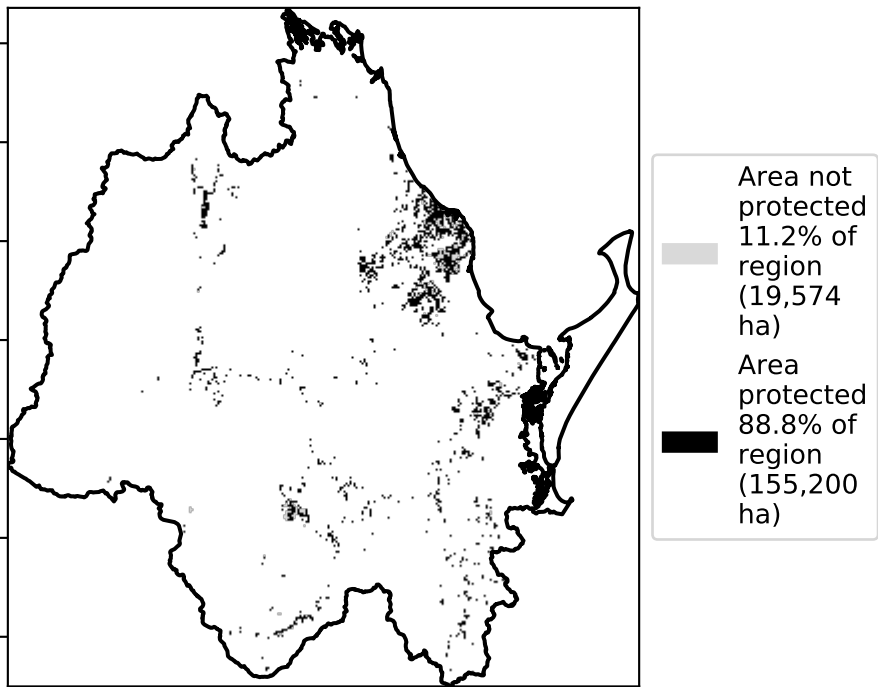 Area not
protected
11.2% of
region
(19,574
ha)
Area
protected
88.8% of
region
(155,200
ha)